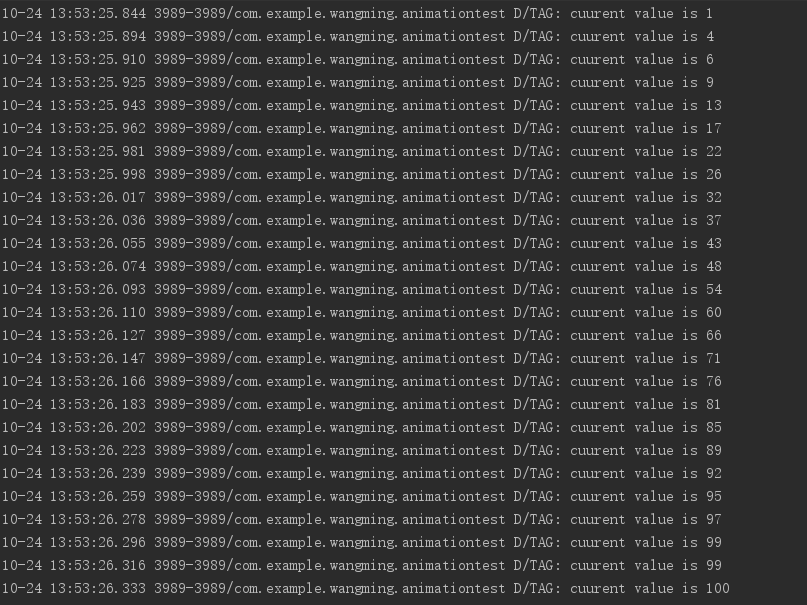 10-24 13:53:25.844 3989-3989/com.example.wangming.animationtest D/TAG: cuurent value is 1
10-24 13:53:25.894 3989-3989/com.example.wangming.animationtest D/TAG: cuurent value is 4
10-24 13:53:25.910 3989-3989/com.example.wangming.animationtest D/TAG: cuurent value is 6
10-24 13:53:25.925 3989-3989/com.example.wangming.animationtest D/TAG: cuurent value is 9
10-24 13:53:25.943 3989-3989/com.example.wangming.animationtest D/TAG: cuurent value is 13
10-24 13:53:25.962 3989-3989/com.example.wangming.animationtest D/TAG: cuurent value is 17
10-24 13:53:25.981 3989-3989/com.example.wangming.animationtest D/TAG: cuurent value is 22
10-24 13:53:25.998 3989-3989/com.example.wangming.animationtest D/TAG: cuurent value is 26
10-24 13:53:26.017 3989-3989/com.example.wangming.animationtest D/TAG: cuurent value is 32
10-24 13:53:26.036 3989-3989/com.example.wangming.animationtest D/TAG: cuurent value is 37
10-24 13:53:26.055 3989-3989/com.example.wangming.animationtest D/TAG: cuurent value is 43
10-24 13:53:26.074 3989-3989/com.example.wangming.animationtest D/TAG: cuurent value is 48
10-24 13:53:26.093 3989-3989/com.example.wangming.animationtest D/TAG: cuurent value is 54
10-24 13:53:26.110 3989-3989/com.example.wangming.animationtest D/TAG: cuurent value is 60
10-24 13:53:26.127 3989-3989/com.example.wangming.animationtest D/TAG: cuurent value is 66
10-24 13:53:26.147 3989-3989/com.example.wangming.animationtest D/TAG: cuurent value is 71
10-24 13:53:26.166 3989-3989/com.example.wangming.animationtest D/TAG: cuurent value is 76
10-24 13:53:26.183 3989-3989/com.example.wangming.animationtest D/TAG: cuurent value is 81
10-24 13:53:26.202 3989-3989/com.example.wangming.animationtest D/TAG: cuurent value is 85
10-24 13:53:26.223 3989-3989/com.example.wangming.animationtest D/TAG: cuurent value is 89
10-24 13:53:26.239 3989-3989/com.example.wangming.animationtest D/TAG: cuurent value is 92
10-24 13:53:26.259 3989-3989/com.example.wangming.animationtest D/TAG: cuurent value is 95
10-24 13:53:26.278 3989-3989/com.example.wangming.animationtest D/TAG: cuurent value is 97
10-24 13:53:26.296 3989-3989/com.example.wangming.animationtest D/TAG: cuurent value is 99
10-24 13:53:26.316 3989-3989/com.example.wangming.animationtest D/TAG: cuurent value is 99
10-24 13:53:26.333 3989-3989/com.example.wangming.animationtest D/TAG: cuurent value is 100